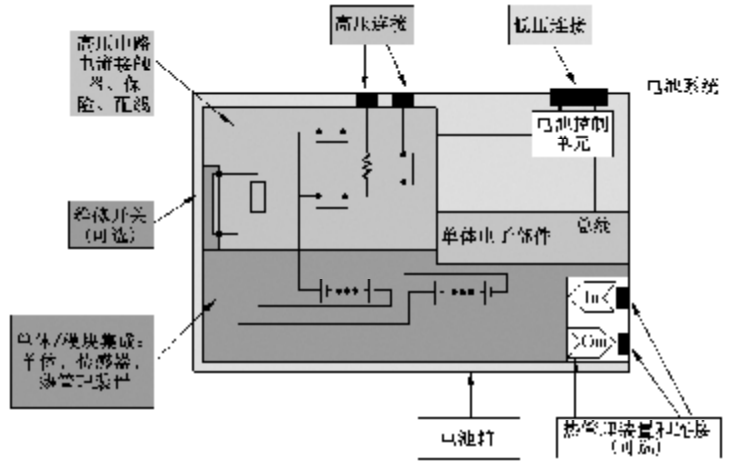 高压连接
低压连接
高压电路
电流接触
器、保
险、配线
电池系统
电池控制
单元
维修开关
(可选)
单体电子部件
总线
单体/模块集成：
单体，传感器，
热管理装置
In
Out
电池箱
热管理装置和连接
(可选)